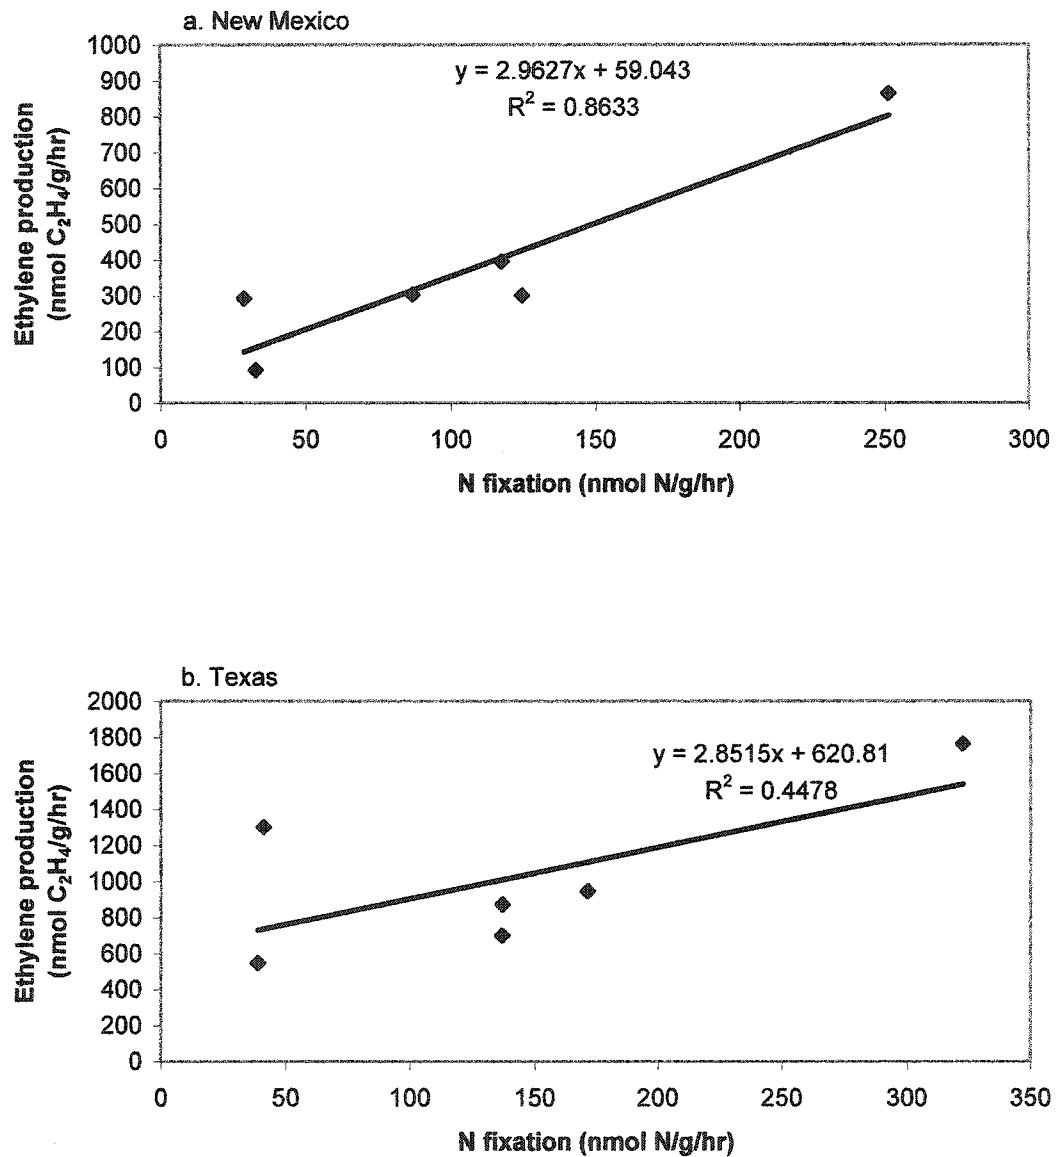 a. New Mexico
1000
900
800
700
600
500
400
300
200
100
0
Ethylene production
(nmol C₂H₄/g/hr)
y = 2.9627x + 59.043
R² = 0.8633
0 50 100 150 200 250 300
N fixation (nmol N/g/hr)
b. Texas
2000
1800
1600
1400
1200
1000
800
600
400
200
0
Ethylene production
(nmol C₂H₄/g/hr)
y = 2.8515x + 620.81
R² = 0.4478
0 50 100 150 200 250 300 350
N fixation (nmol N/g/hr)